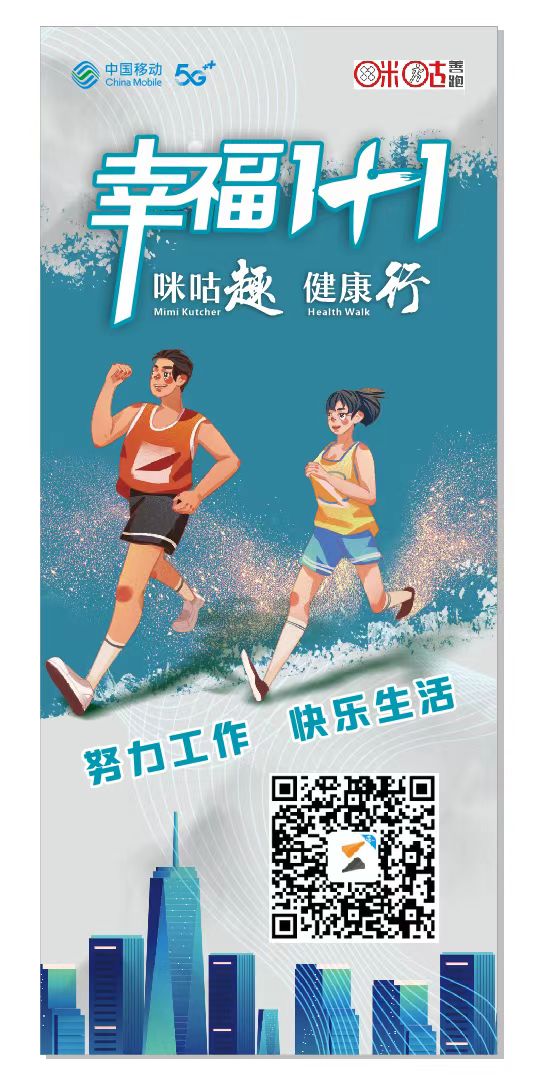 中国移动
China Mobile
5G++
咪咕善跑
幸福1+1
咪咕趣 健康行
Mimi Kutcher Health Walk
努力工作 快乐生活